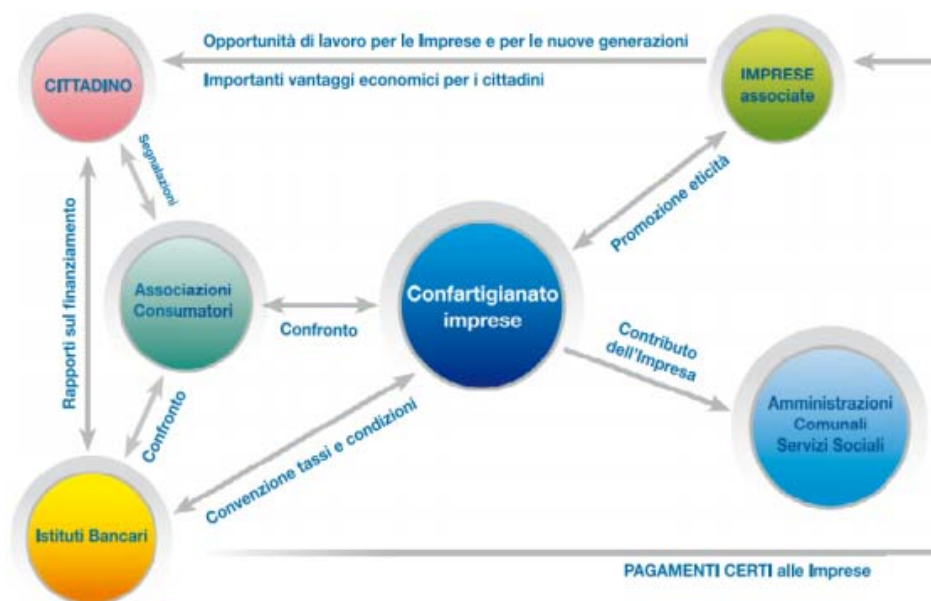 Opportunità di lavoro per le Imprese e per le nuove generazioni
CITTADINO
Importanti vantaggi economici per i cittadini
IMPRESE
associate
Segnalazioni
Promozione eticità
Rapporti sul finanziamento
Associazioni
Consumatori
Confronto
Confartigianato
imprese
Contributo
dell'Impresa
Confronto
Convenzione tassi e condizioni
Amministrazioni
Comunali
Servizi Sociali
Istituti Bancari
PAGAMENTI CERTI alle Imprese